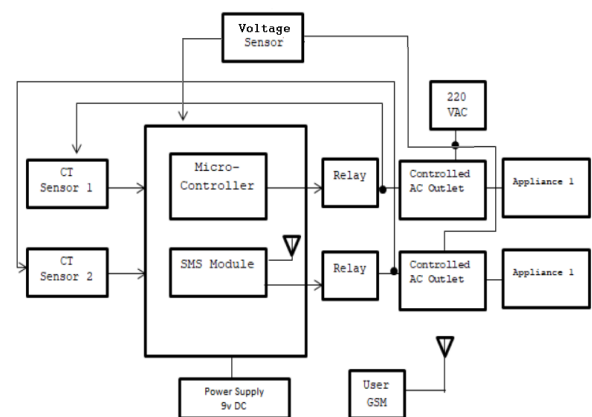 Voltage
Sensor
220
VAC
CT
Sensor 1
Micro-
Controller
Relay
Controlled
AC Outlet
Appliance 1
CT
Sensor 2
SMS Module
Relay
Controlled
AC Outlet
Appliance 1
Power Supply
9v DC
User
GSM